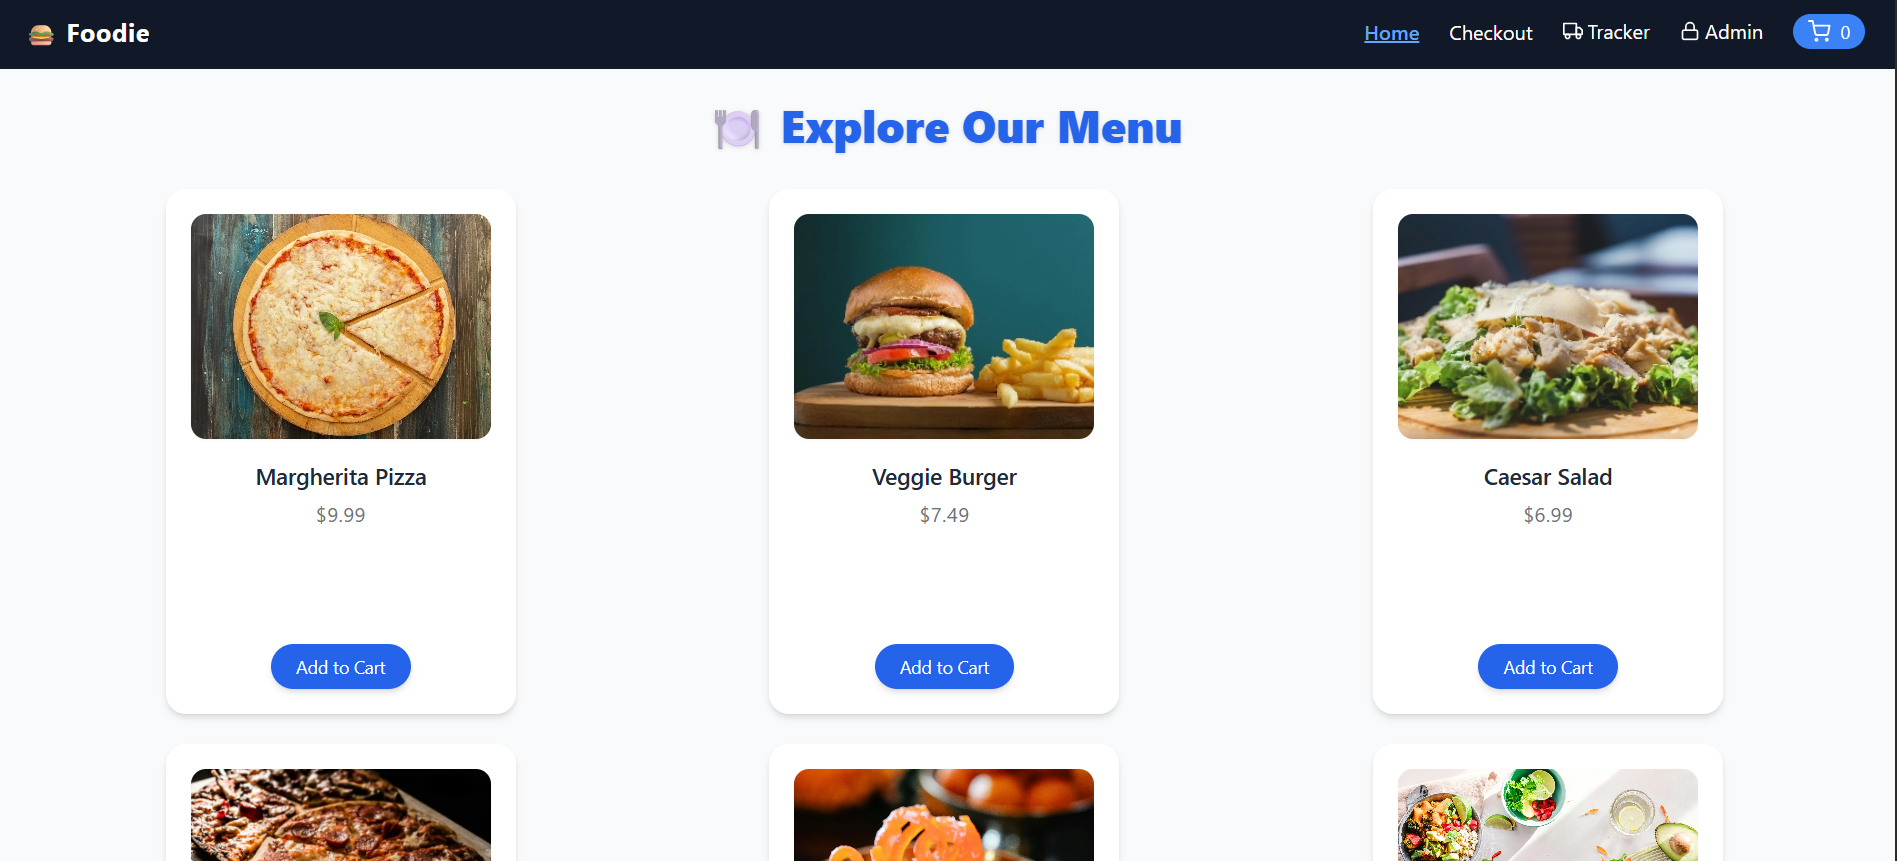 Foodie
Home Checkout Tracker Admin 0
Explore Our Menu
Margherita Pizza
$9.99
Add to Cart
Veggie Burger
$7.49
Add to Cart
Caesar Salad
$6.99
Add to Cart